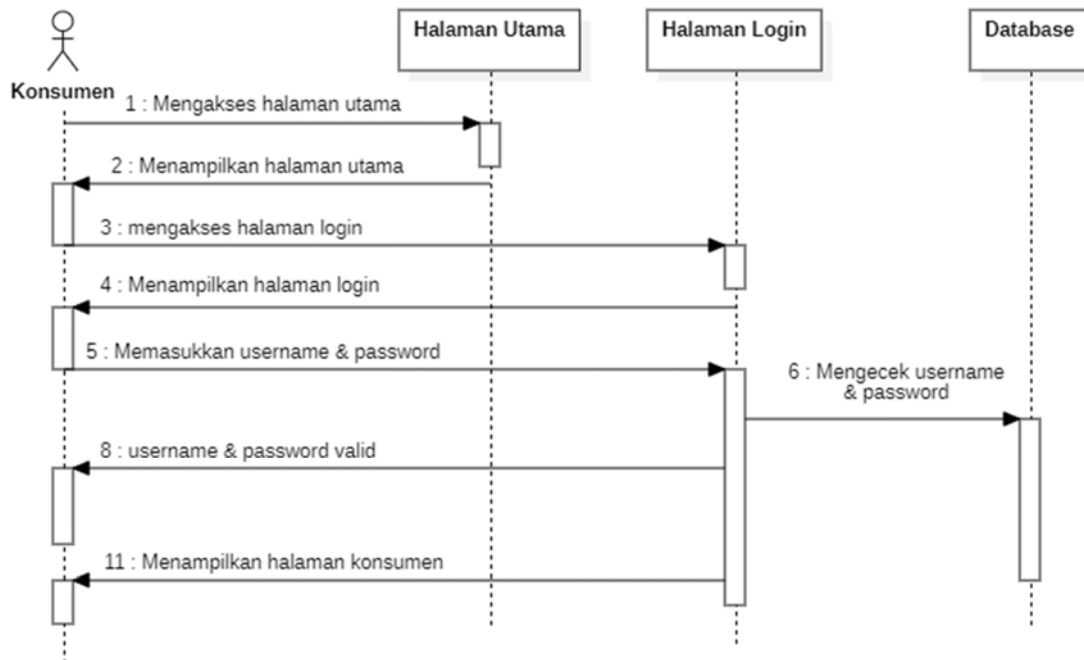 Halaman Utama
Halaman Login
Database
Konsumen
1 : Mengakses halaman utama
2 : Menampilkan halaman utama
3 : mengakses halaman login
4 : Menampilkan halaman login
5 : Memasukkan username & password
6 : Mengecek username
& password
8 : username & password valid
11 : Menampilkan halaman konsumen